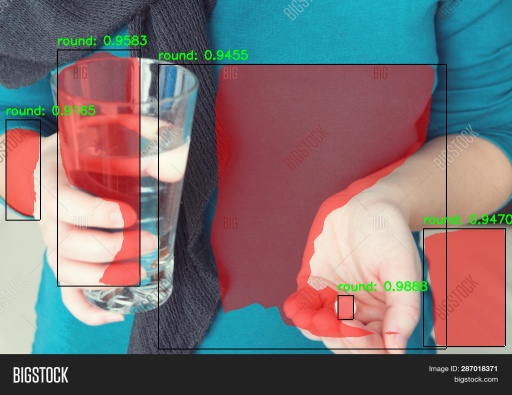 round: 0.9583
round: 0.9455
round: 0.9165
round: 0.9470
round: 0.9888
BIGSTOCK
Image ID: 287018371
bigstock.com